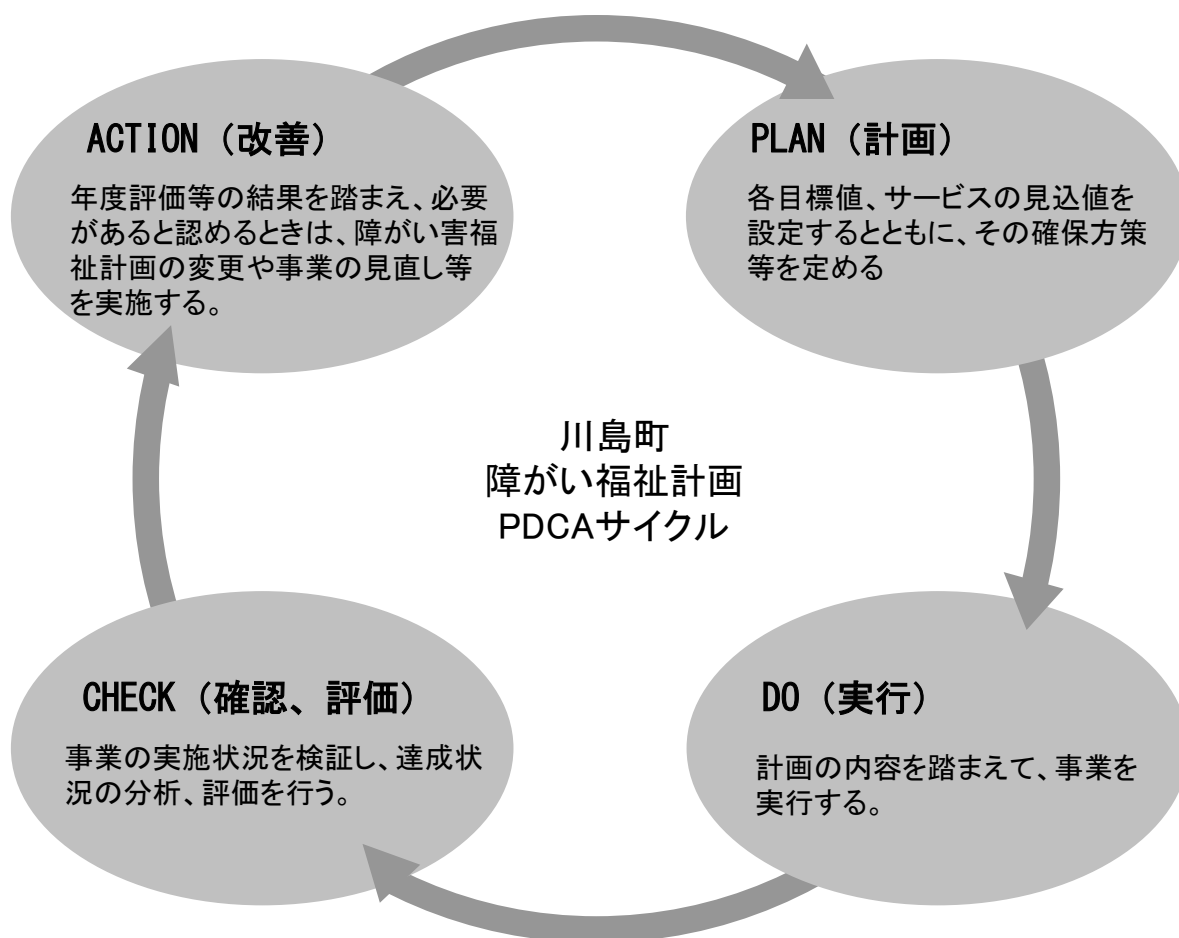 ACTION（改善）
年度評価等の結果を踏まえ、必要
があると認めるときは、障がい害福
祉計画の変更や事業の見直し等
を実施する。
PLAN（計画）
各目標値、サービスの見込値を
設定するとともに、その確保方策
等を定める
川島町
障がい福祉計画
PDCAサイクル
CHECK（確認、評価）
事業の実施状況を検証し、達成状
況の分析、評価を行う。
DO（実行）
計画の内容を踏まえて、事業を
実行する。